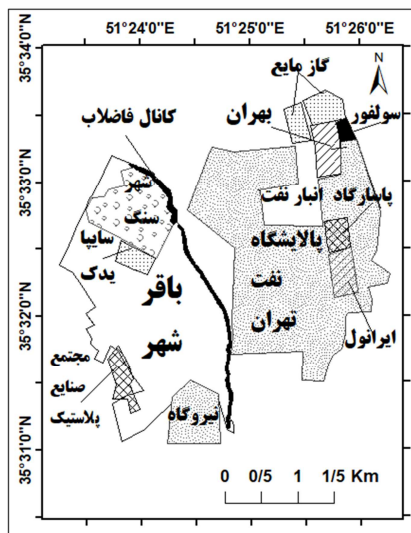 51°24'0"E 51°25'0"E 51°26'0"E
35°34'0"N
35°33'0"N
35°32'0"N
35°31'0"N
N
گاز مایع
کانال فاضلاب
بهران
سولفور
شهر
سنگ
سایپا
یدک
باقر
شهر
مجتمع
صنایع
پلاستیک
نیروگاه
انبار نفت
پاسارگاد
پالایشگاه
نفت
تهران
ایرانول
0 0/5 1 1/5 Km